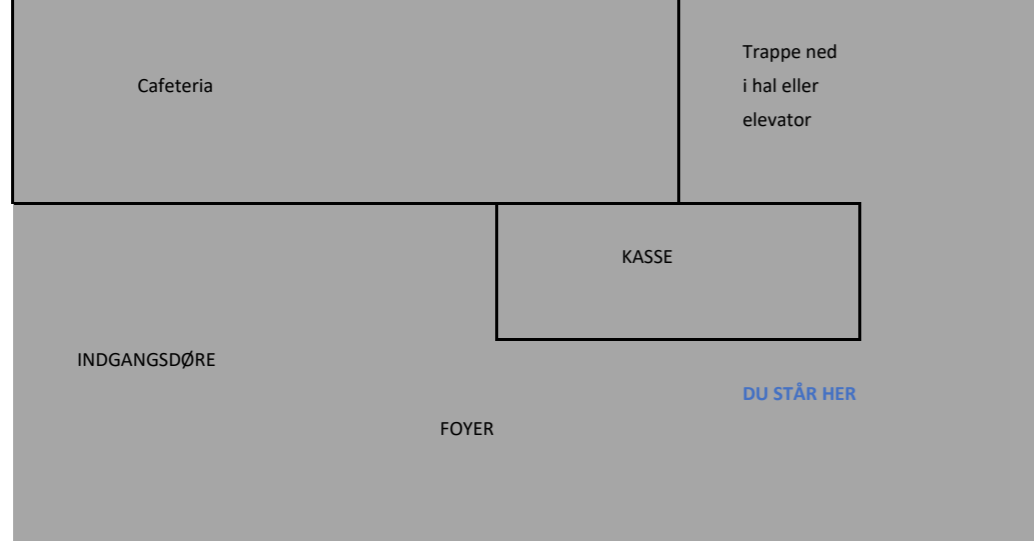 Trappe ned
Cafeteria
i hal eller
elevator
KASSE
INDGANGSDØRE
DU STÅR HER
FOYER